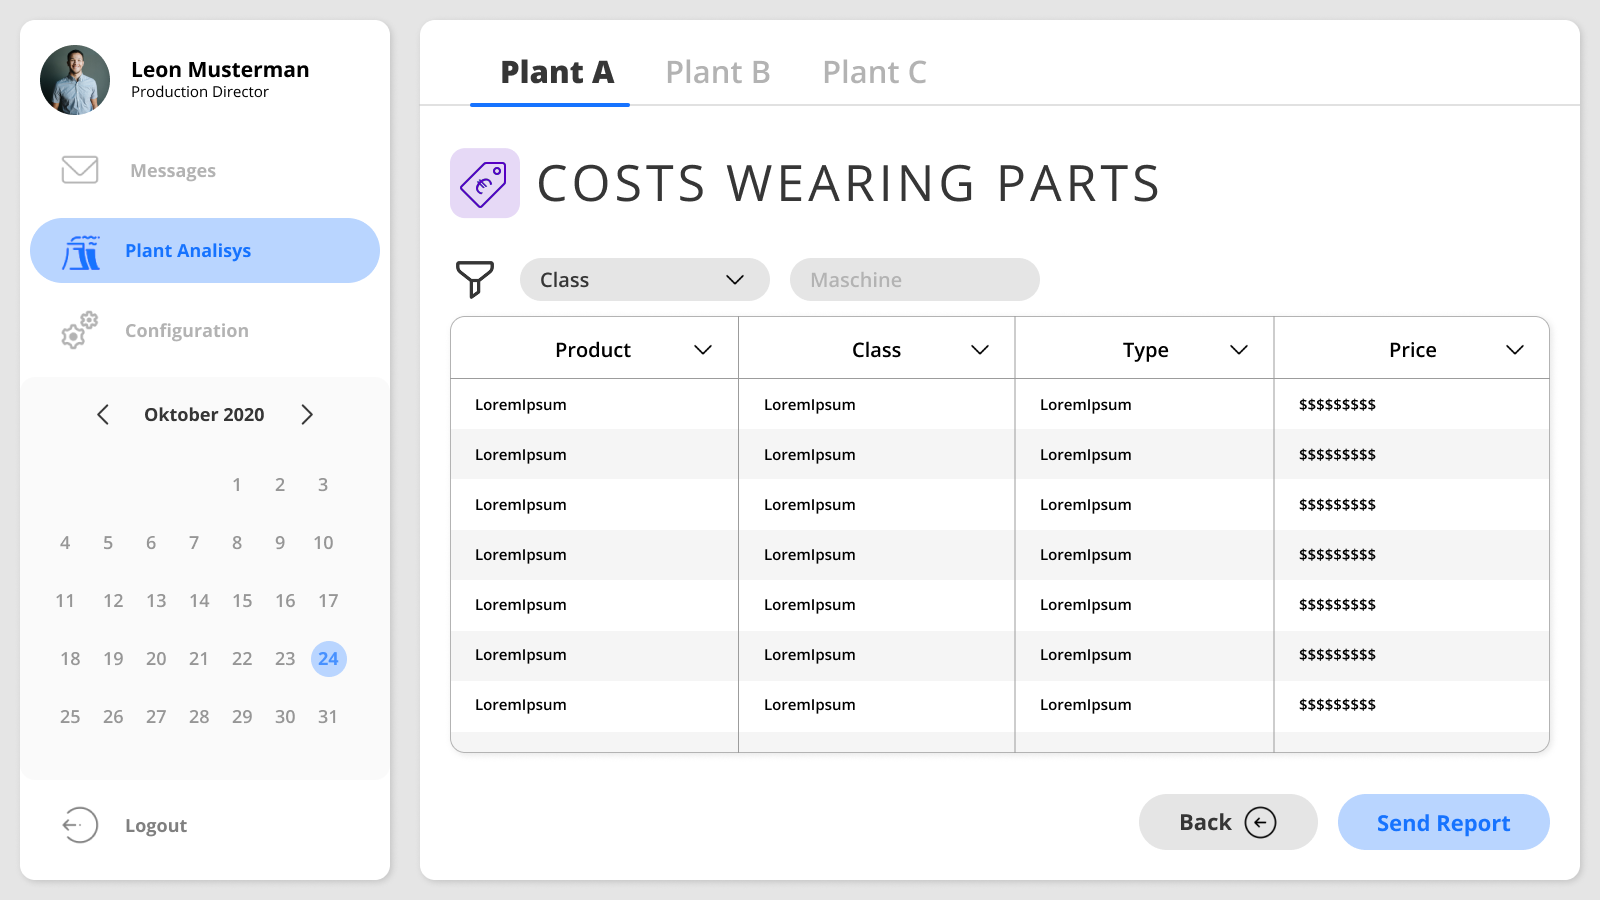 Leon Musterman
Production Director
Messages
Plant Analisys
Configuration
Oktober 2020
1 2 3
4 5 6 7 8 9 10
11 12 13 14 15 16 17
18 19 20 21 22 23 24
25 26 27 28 29 30 31
Logout
Plant A Plant B Plant C
€
COSTS WEARING PARTS
Class Maschine
Product Class Type Price
LoremIpsum LoremIpsum LoremIpsum $$$$$$$$$
LoremIpsum LoremIpsum LoremIpsum $$$$$$$$$
LoremIpsum LoremIpsum LoremIpsum $$$$$$$$$
LoremIpsum LoremIpsum LoremIpsum $$$$$$$$$
LoremIpsum LoremIpsum LoremIpsum $$$$$$$$$
LoremIpsum LoremIpsum LoremIpsum $$$$$$$$$
LoremIpsum LoremIpsum LoremIpsum $$$$$$$$$
Back Send Report